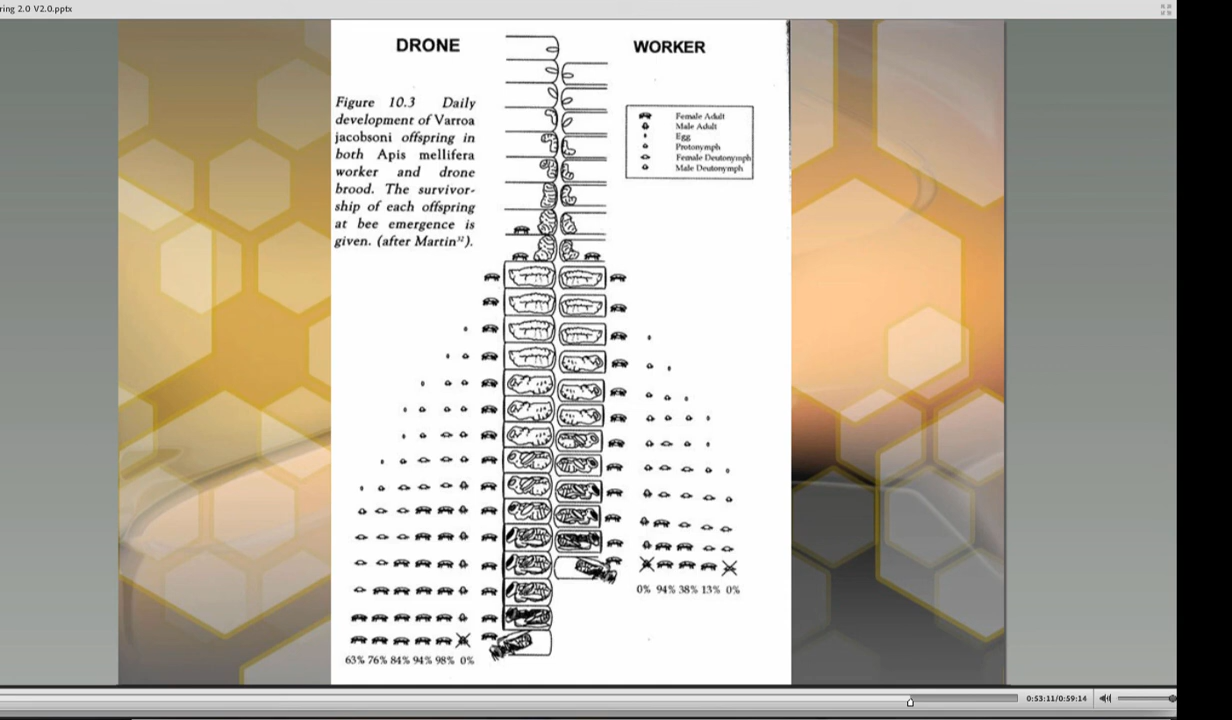 ring 2.0 V2.0.pptx
DRONE
WORKER
Figure 10.3 Daily
development of Varroa
jacobsoni offspring in
both Apis mellifera
worker and drone
brood. The survivor-
ship of each offspring
at bee emergence is
given. (after Martin³²).
Female Adult
Male Adult
Egg
Protonymph
Female Deutonymph
Male Deutonymph
0% 94% 38% 13% 0%
63% 76% 84% 94% 98% 0%
0:53:11/0:59:14